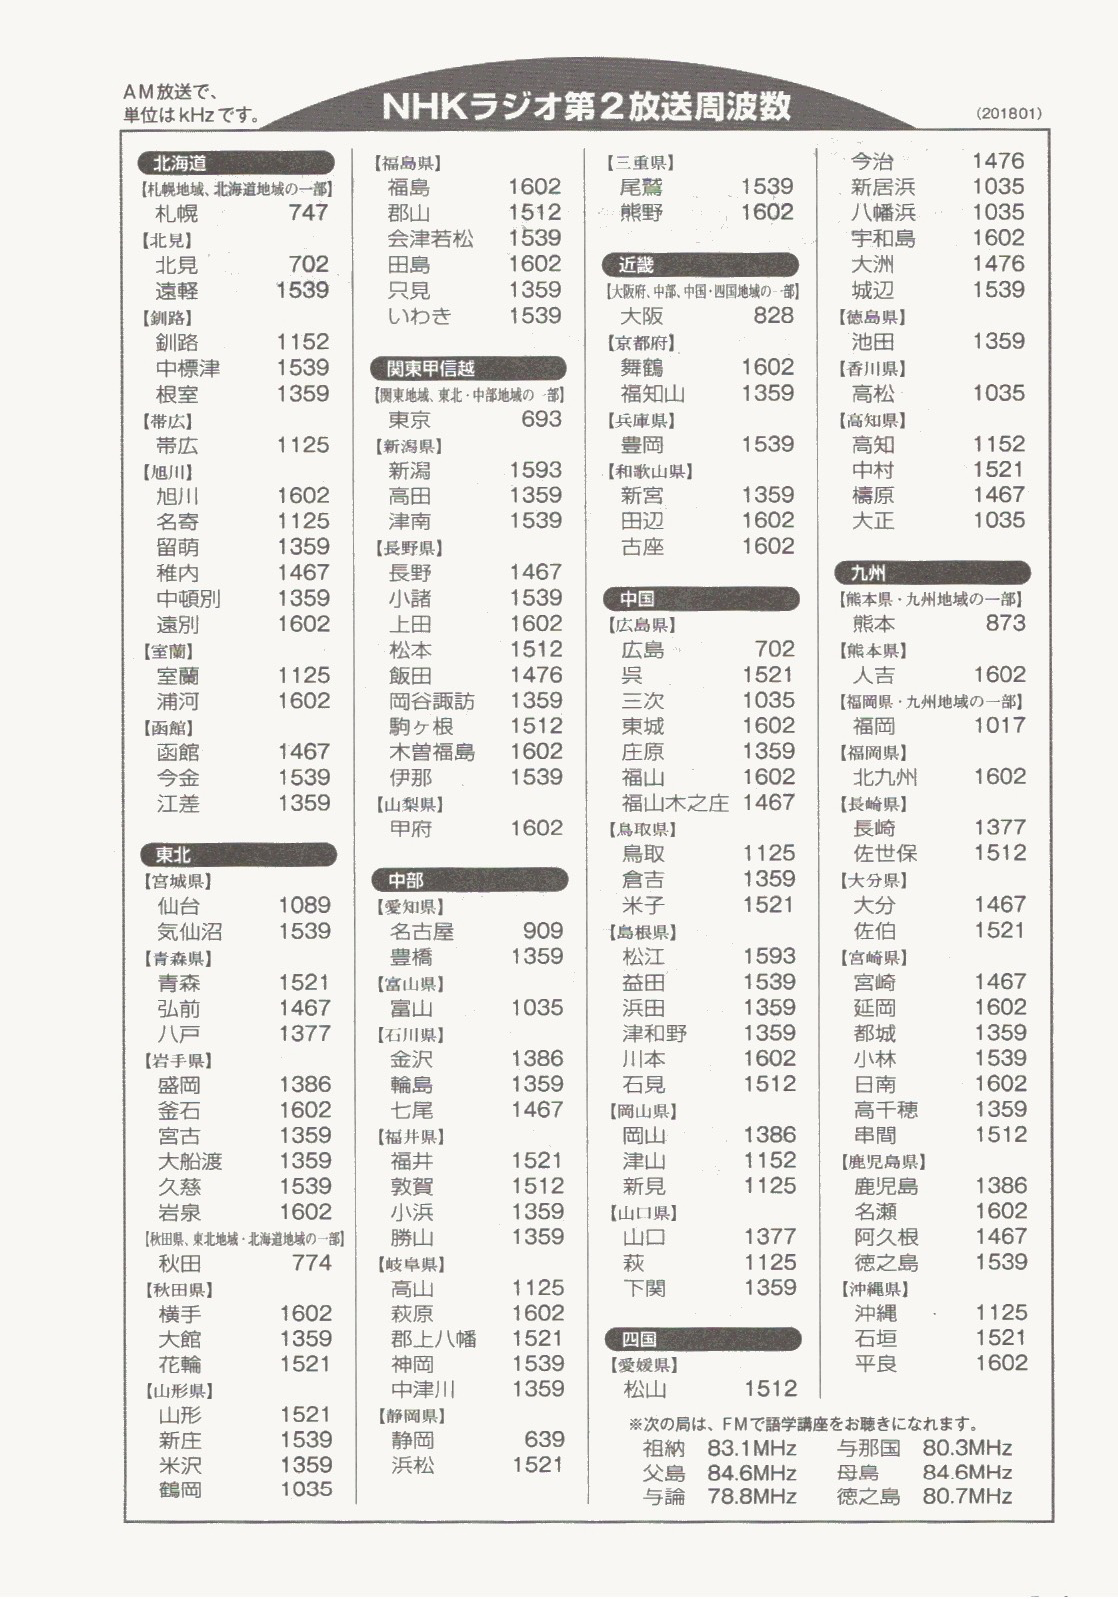 AM放送で、
単位はkHzです。
NHKラジオ第2放送周波数
(201801)
北海道
【札幌地域、北海道地域の一部】
札幌 747
【北見】
北見 702
遠軽 1539
【釧路】
釧路 1152
中標津 1539
根室 1359
【帯広】
帯広 1125
【旭川】
旭川 1602
名寄 1125
留萌 1359
稚内 1467
中頓別 1359
遠別 1602
【室蘭】
室蘭 1125
浦河 1602
【函館】
函館 1467
今金 1539
江差 1359
東北
【宮城県】
仙台 1089
気仙沼 1539
【青森県】
青森 1521
弘前 1467
八戸 1377
【岩手県】
盛岡 1386
釜石 1602
宮古 1359
大船渡 1359
久慈 1539
岩泉 1602
【秋田県、東北地域・北海道地域の一部】
秋田 774
【秋田県】
横手 1602
大館 1359
花輪 1521
【山形県】
山形 1521
新庄 1539
米沢 1359
鶴岡 1035
【福島県】
福島 1602
郡山 1512
会津若松 1539
田島 1602
只見 1359
いわき 1539
関東甲信越
【関東地域、東北・中部地域の一部】
東京 693
【新潟県】
新潟 1593
高田 1359
津南 1539
【長野県】
長野 1467
小諸 1539
上田 1602
松本 1512
飯田 1476
岡谷諏訪 1359
駒ヶ根 1512
木曽福島 1602
伊那 1539
【山梨県】
甲府 1602
中部
【愛知県】
名古屋 909
豊橋 1359
【富山県】
富山 1035
【石川県】
金沢 1386
輪島 1359
七尾 1467
【福井県】
福井 1521
敦賀 1512
小浜 1359
勝山 1359
【岐阜県】
高山 1125
萩原 1602
郡上八幡 1521
神岡 1539
中津川 1359
【静岡県】
静岡 639
浜松 1521
【三重県】
尾鷲 1539
熊野 1602
近畿
【大阪府、中部、中国・四国地域の一部】
大阪 828
【京都府】
舞鶴 1602
福知山 1359
【兵庫県】
豊岡 1539
【和歌山県】
新宮 1359
田辺 1602
古座 1602
中国
【広島県】
広島 702
呉 1521
三次 1035
東城 1602
庄原 1359
福山 1602
福山木之庄 1467
【鳥取県】
鳥取 1125
倉吉 1359
米子 1521
【島根県】
松江 1593
益田 1539
浜田 1359
津和野 1359
川本 1602
石見 1512
【岡山県】
岡山 1386
津山 1152
新見 1125
【山口県】
山口 1377
萩 1125
下関 1359
四国
【愛媛県】
松山 1512
今治 1476
新居浜 1035
八幡浜 1035
宇和島 1602
大洲 1476
城辺 1539
【徳島県】
池田 1359
【香川県】
高松 1035
【高知県】
高知 1152
中村 1521
檮原 1467
大正 1035
九州
【熊本県・九州地域の一部】
熊本 873
【熊本県】
人吉 1602
【福岡県・九州地域の一部】
福岡 1017
【福岡県】
北九州 1602
【長崎県】
長崎 1377
佐世保 1512
【大分県】
大分 1467
佐伯 1521
【宮崎県】
宮崎 1467
延岡 1602
都城 1359
小林 1539
日南 1602
高千穂 1359
串間 1512
【鹿児島県】
鹿児島 1386
名瀬 1602
阿久根 1467
徳之島 1539
【沖縄県】
沖縄 1125
石垣 1521
平良 1602
※次の局は、FMで語学講座をお聴きになれます。
祖納 83.1MHz 与那国 80.3MHz
父島 84.6MHz 母島 84.6MHz
与論 78.8MHz 徳之島 80.7MHz